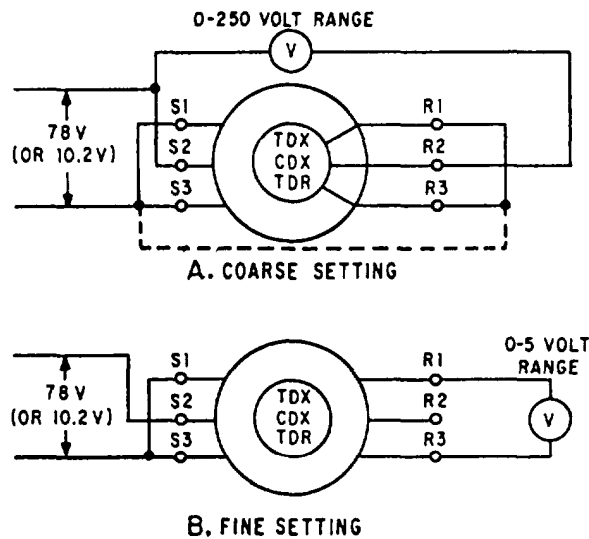 0-250 VOLT RANGE
V
S1
R1
78V
(OR 10.2V)
S2
TDX
CDX
TDR
R2
S3
R3
A. COARSE SETTING
0-5 VOLT
RANGE
S1
R1
78V
(OR 10.2V)
S2
TDX
CDX
TDR
R2
V
S3
R3
B. FINE SETTING